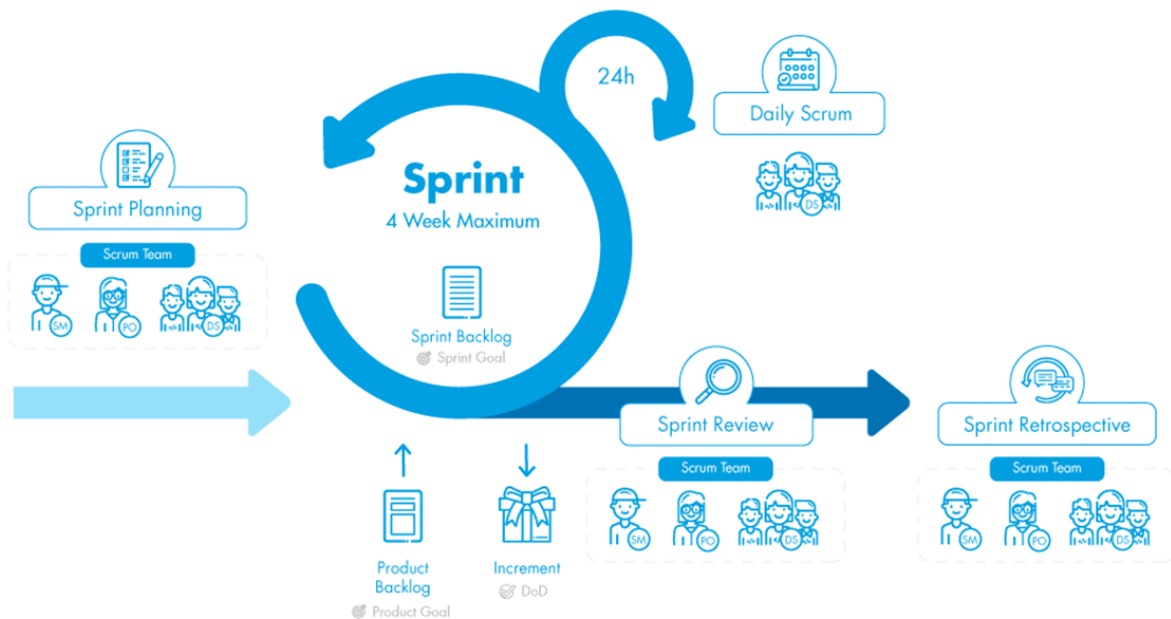 24h
Daily Scrum
DS
Sprint Planning
Scrum Team
SM
PO
DS
Sprint
4 Week Maximum
Sprint Backlog
Sprint Goal
Sprint Review
Scrum Team
SM
PO
DS
Sprint Retrospective
Scrum Team
SM
PO
DS
Product
Backlog
Product Goal
Increment
DoD